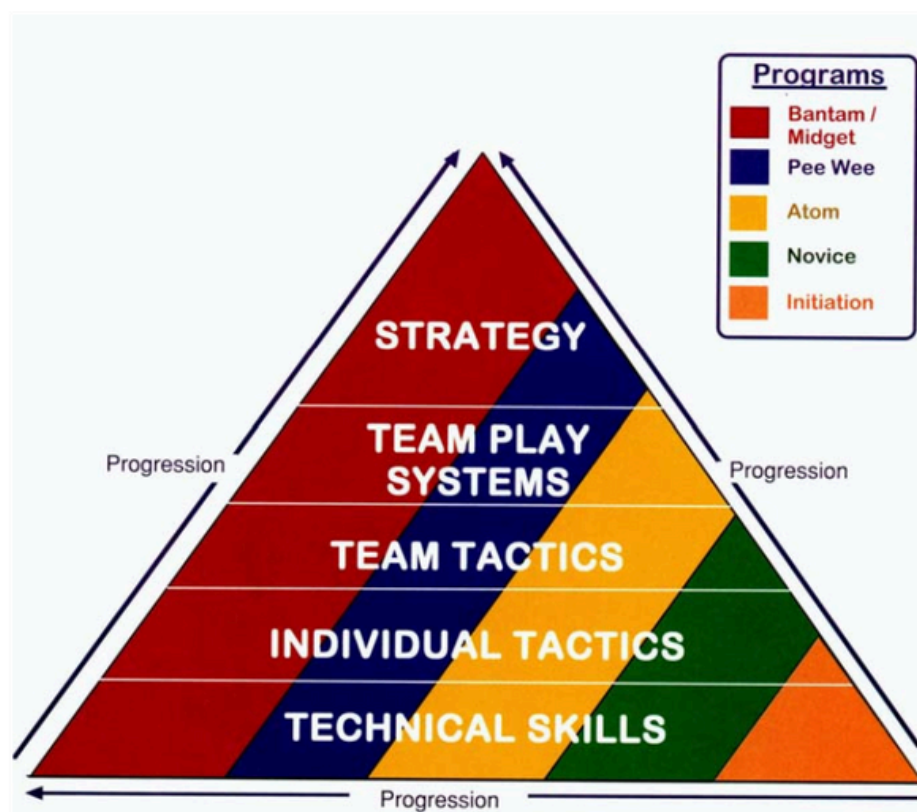 Programs
Bantam /
Midget
Pee Wee
Atom
Novice
Initiation
STRATEGY
TEAM PLAY
SYSTEMS
TEAM TACTICS
INDIVIDUAL TACTICS
TECHNICAL SKILLS
Progression
Progression
Progression